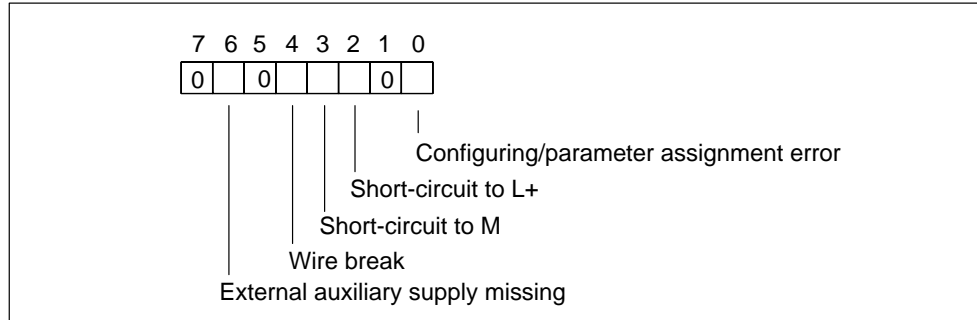 7 6 5 4 3 2 1 0
0 0 0
Configuring/parameter assignment error
Short-circuit to L+
Short-circuit to M
Wire break
External auxiliary supply missing